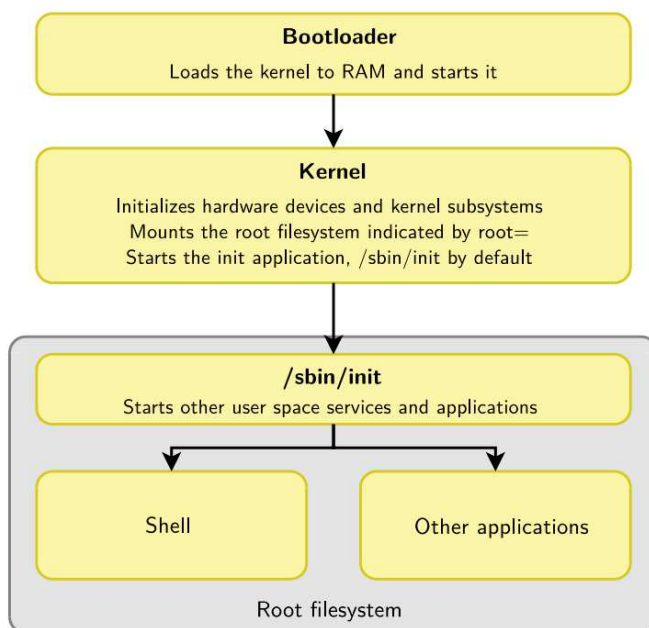 Bootloader
Loads the kernel to RAM and starts it
Kernel
Initializes hardware devices and kernel subsystems
Mounts the root filesystem indicated by root=
Starts the init application, /sbin/init by default
/sbin/init
Starts other user space services and applications
Shell
Other applications
Root filesystem